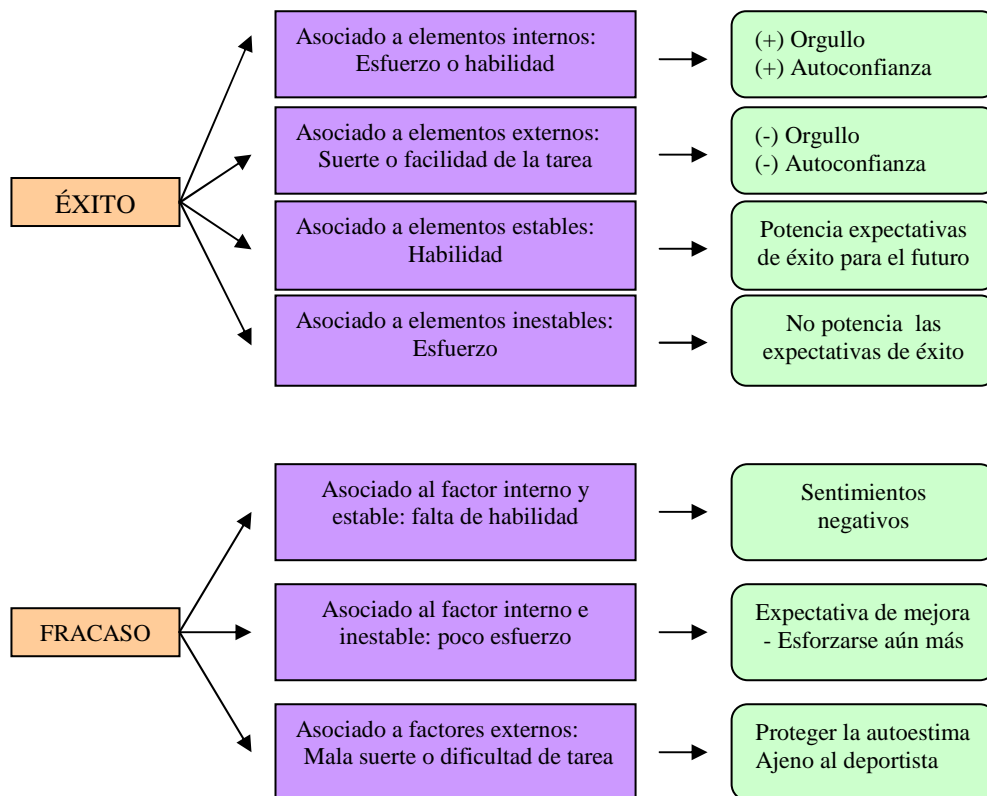 Asociado a elementos internos:
Esfuerzo o habilidad
(+) Orgullo
(+) Autoconfianza
Asociado a elementos externos:
Suerte o facilidad de la tarea
(-) Orgullo
(-) Autoconfianza
ÉXITO
Asociado a elementos estables:
Habilidad
Potencia expectativas
de éxito para el futuro
Asociado a elementos inestables:
Esfuerzo
No potencia las
expectativas de éxito
Asociado al factor interno y
estable: falta de habilidad
Sentimientos
negativos
FRACASO
Asociado al factor interno e
inestable: poco esfuerzo
Expectativa de mejora
- Esforzarse aún más
Asociado a factores externos:
Mala suerte o dificultad de tarea
Proteger la autoestima
Ajeno al deportista